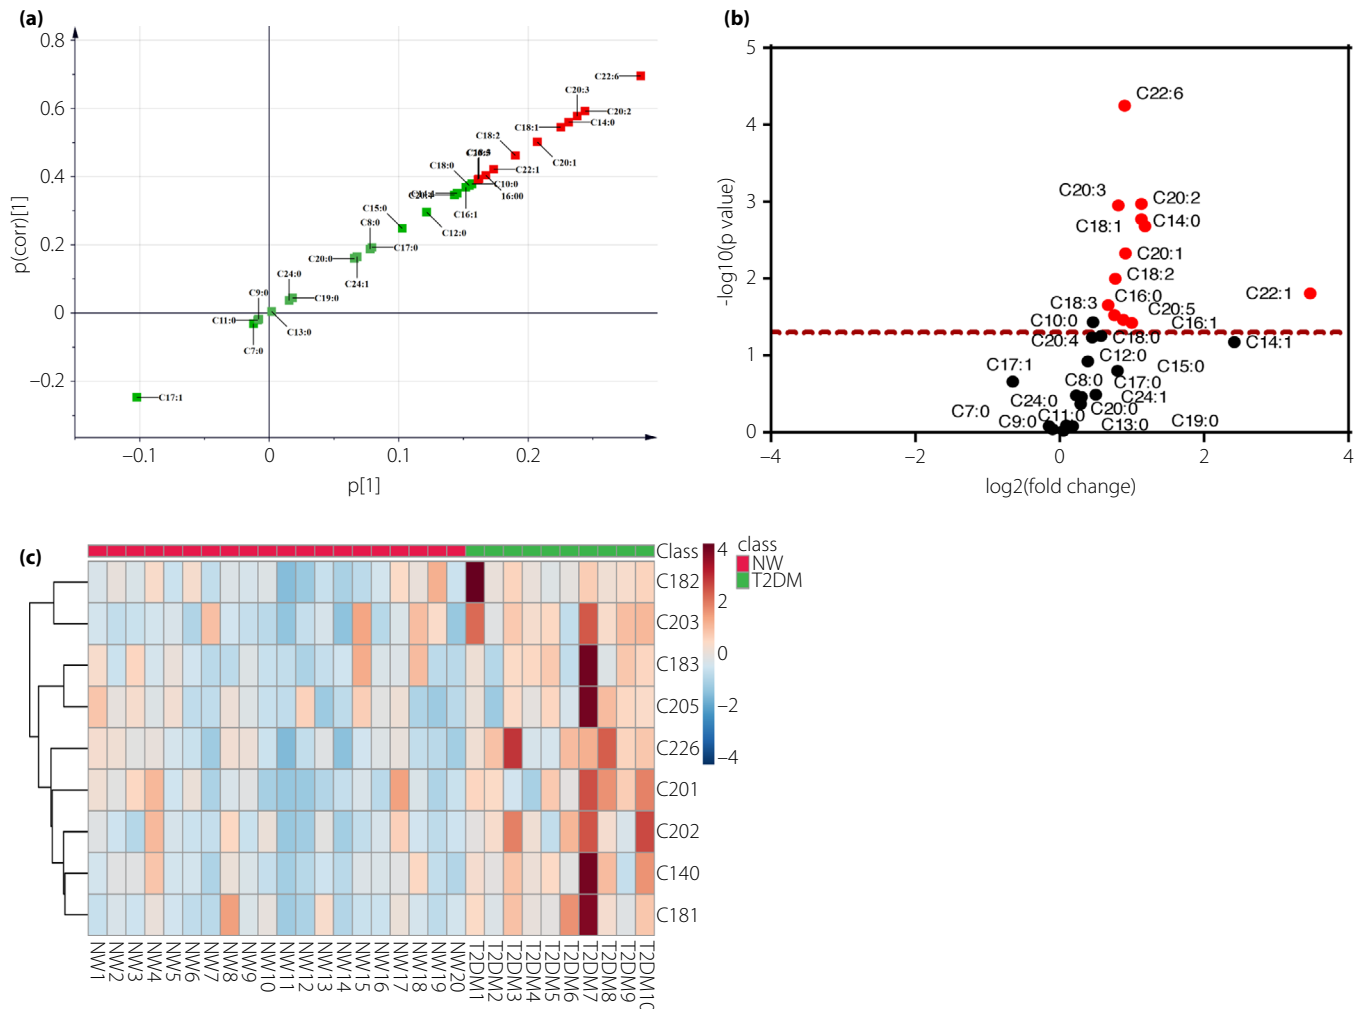 (a)
0.8
0.6
0.4
0.2
0
−0.2
p(corr)[1]
C22:6
C20:3
C20:2
C18:1
C14:0
C18:2
C20:1
C18:0
C22:1
C10:0
16:00
C16:1
C15:0
C12:0
C8:0
C17:0
C20:0
C24:1
C24:0
C19:0
C9:0
C11:0
C13:0
C7:0
C17:1
−0.1
0
0.1
0.2
p[1]
(b)
5
4
3
2
1
0
-log10(p value)
C22:6
C20:3
C20:2
C18:1
C14:0
C20:1
C18:2
C22:1
C18:3
C16:0
C20:5
C10:0
C16:1
C20:4
C18:0
C14:1
C12:0
C17:1
C15:0
C8:0
C17:0
C24:0
C24:1
C7:0
C11:0
C20:0
C9:0
C13:0
C19:0
−4
−2
0
2
4
log2(fold change)
(c)
Class
C182
C203
C183
C205
C226
C201
C202
C140
C181
4
2
0
−2
−4
class
NW
T2DM
NW1
NW2
NW3
NW4
NW5
NW6
NW7
NW8
NW9
NW10
NW11
NW12
NW13
NW14
NW15
NW16
NW17
NW18
NW19
NW20
T2DM1
T2DM2
T2DM3
T2DM4
T2DM5
T2DM6
T2DM7
T2DM8
T2DM9
T2DM10